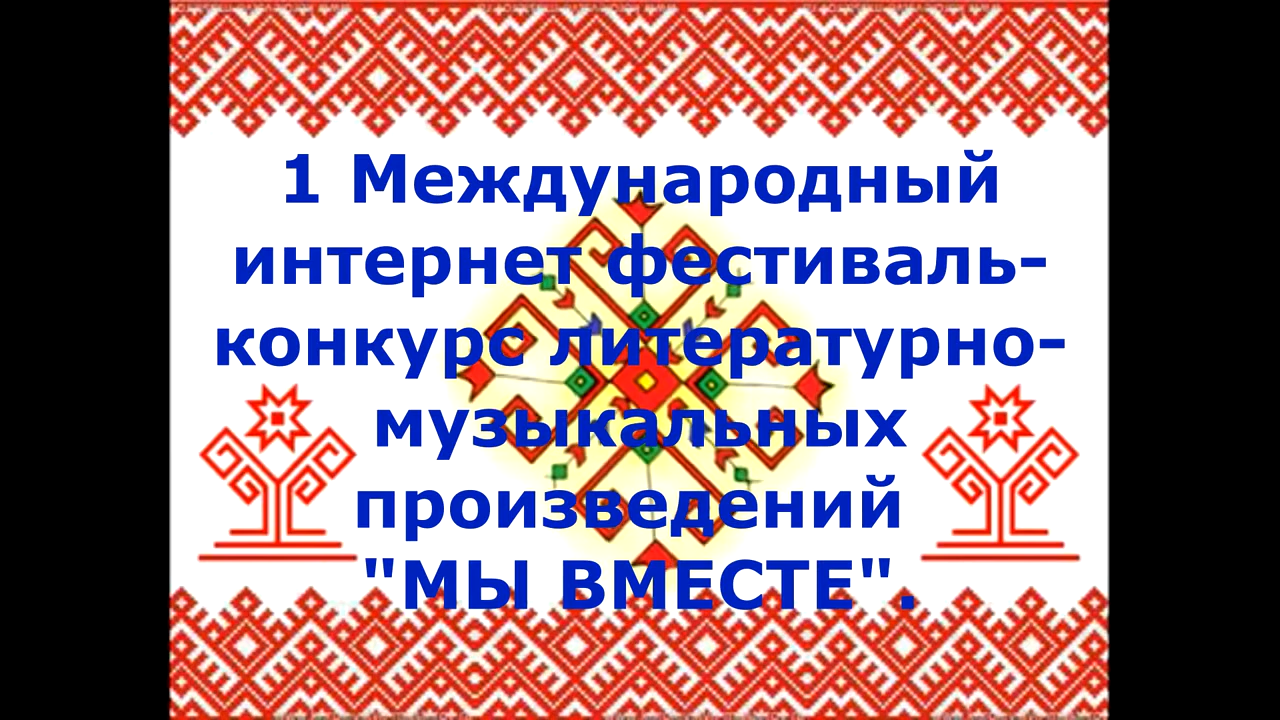 1 Международный
интернет фестиваль-
конкурс литературно-
музыкальных
произведений
"МЫ ВМЕСТЕ".